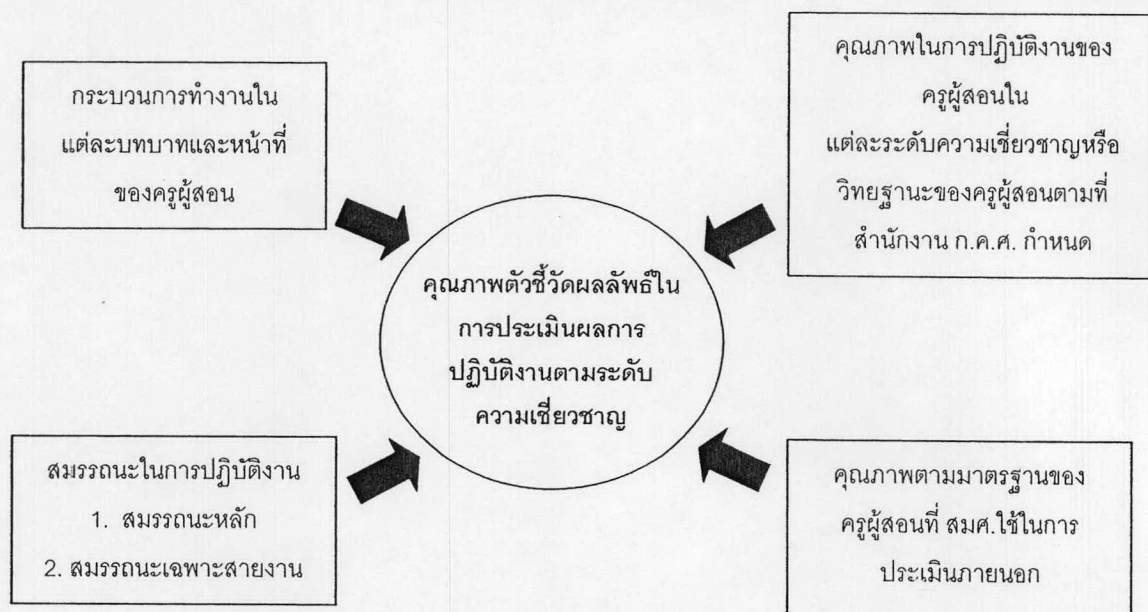 กระบวนการทำงานใน
แต่ละบทบาทและหน้าที่
ของครูผู้สอน
คุณภาพในการปฏิบัติงานของ
ครูผู้สอนใน
แต่ละระดับความเชี่ยวชาญหรือ
วิทยฐานะของครูผู้สอนตามที่
สำนักงาน ก.ค.ศ. กำหนด
คุณภาพตัวชี้วัดผลลัพธ์ใน
การประเมินผลการ
ปฏิบัติงานตามระดับ
ความเชี่ยวชาญ
สมรรถนะในการปฏิบัติงาน
1. สมรรถนะหลัก
2. สมรรถนะเฉพาะสายงาน
คุณภาพตามมาตรฐานของ
ครูผู้สอนที่ สมศ.ใช้ในการ
ประเมินภายนอก